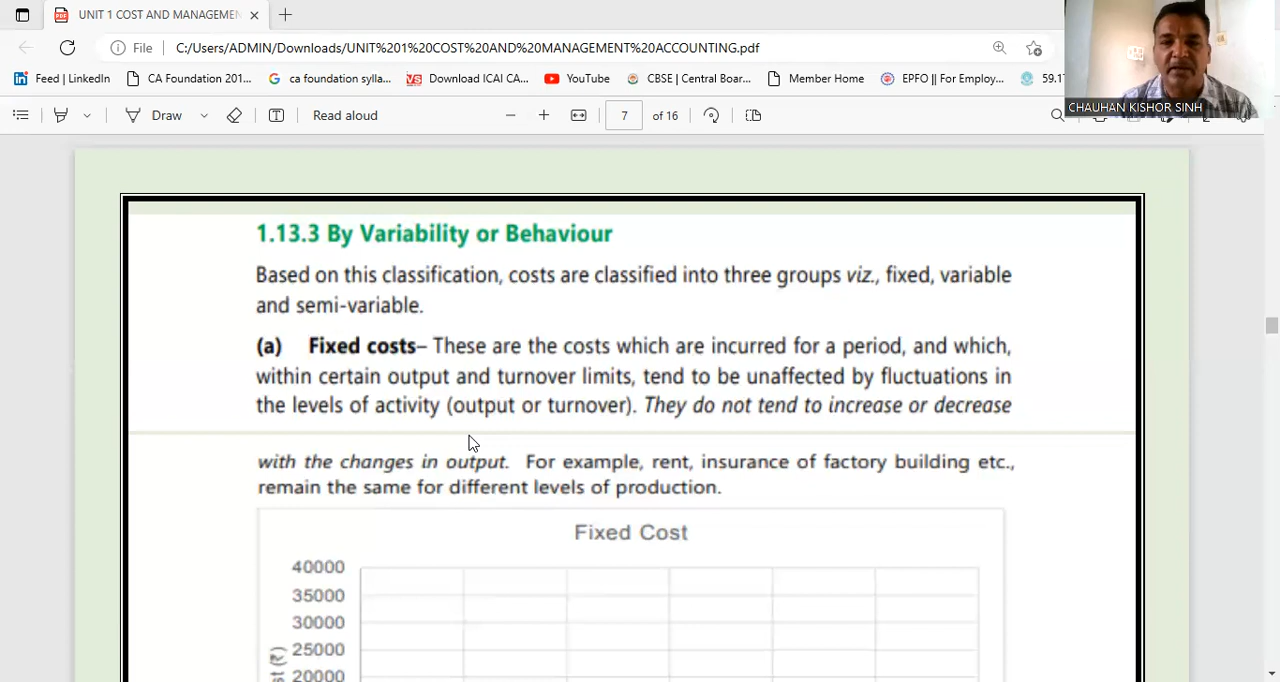 UNIT 1 COST AND MANAGEMEN
File
C:/Users/ADMIN/Downloads/UNIT%201%20COST%20AND%20MANAGEMENT%20ACCOUNTING.pdf
Feed | LinkedIn
CA Foundation 201...
ca foundation sylla...
Download ICAI CA...
YouTube
CBSE | Central Boar...
Member Home
EPFO || For Employ...
59.1
CHAUHAN KISHOR SINH
Draw
Read aloud
7 of 16
1.13.3 By Variability or Behaviour
Based on this classification, costs are classified into three groups viz., fixed, variable
and semi-variable.
(a) Fixed costs– These are the costs which are incurred for a period, and which,
within certain output and turnover limits, tend to be unaffected by fluctuations in
the levels of activity (output or turnover). They do not tend to increase or decrease
with the changes in output. For example, rent, insurance of factory building etc.,
remain the same for different levels of production.
Fixed Cost
40000
35000
30000
25000
20000
st (₹)